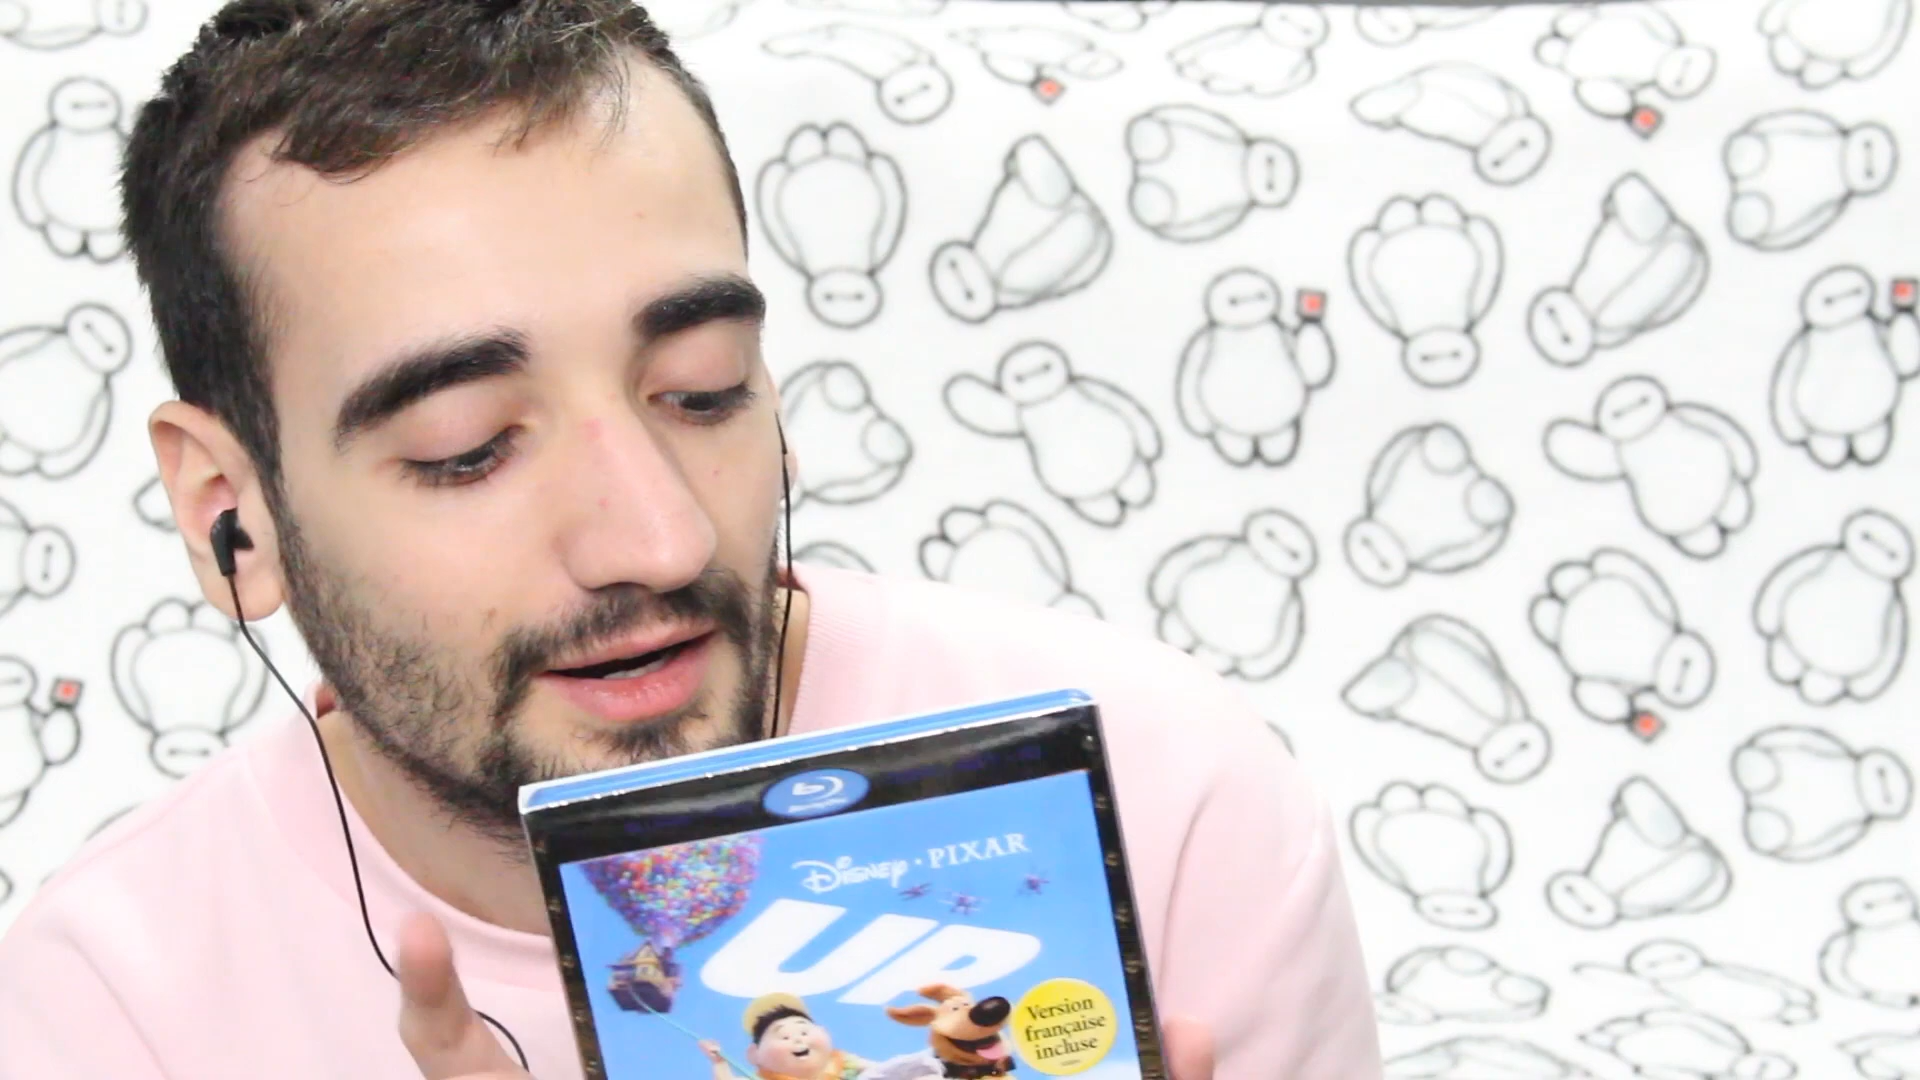 Disney · PIXAR
UP
Version
française
incluse